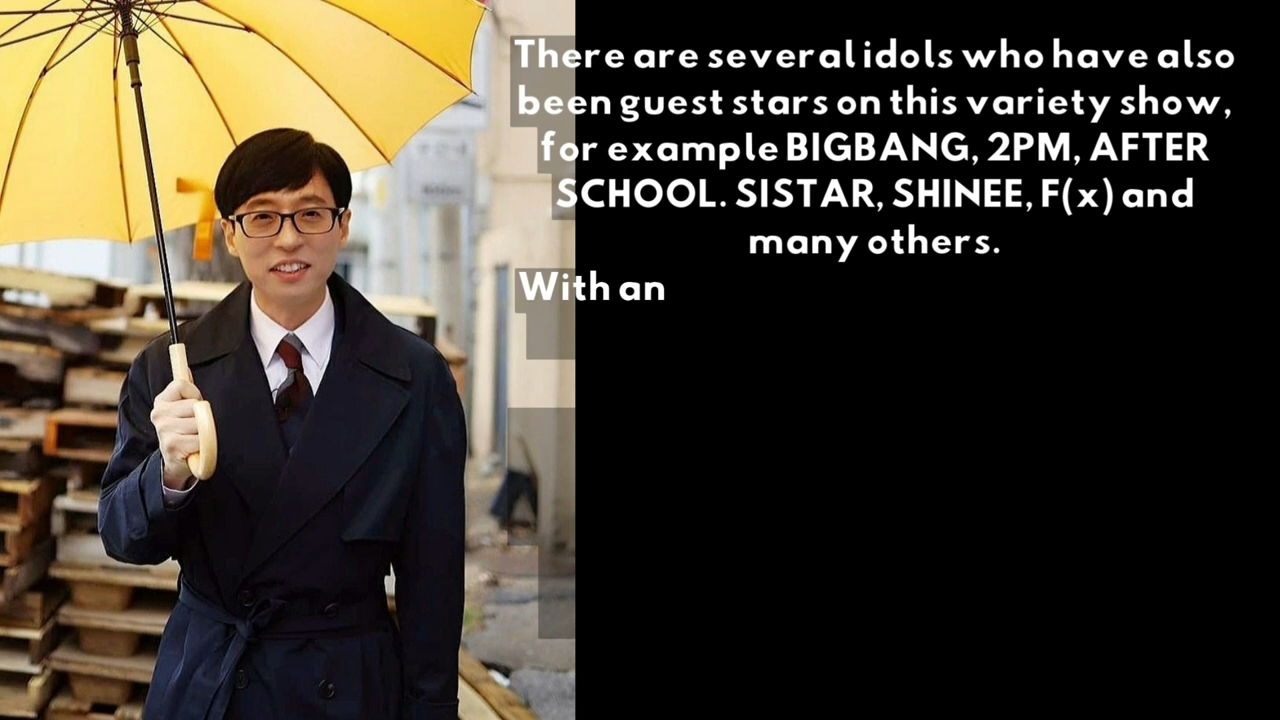 There are several idols who have also
been guest stars on this variety show,
for example BIGBANG, 2PM, AFTER
SCHOOL. SISTAR, SHINEE, F(x) and
many others.
With an